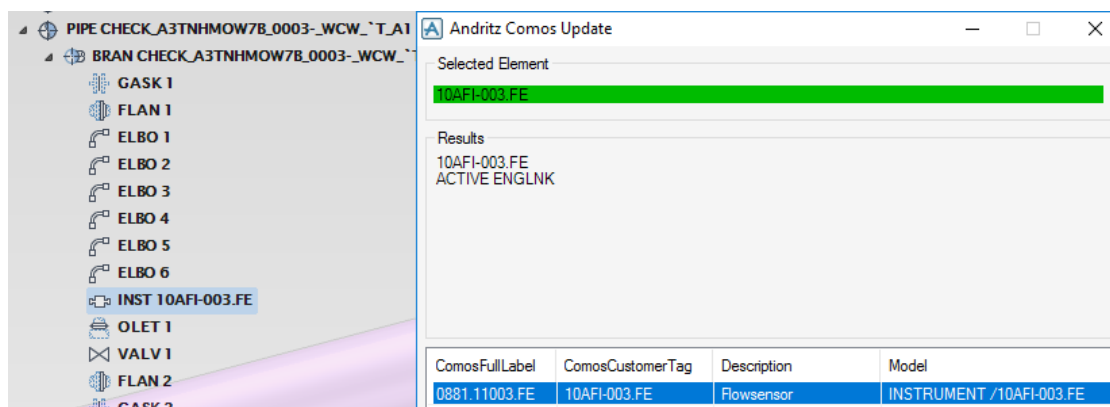 PIPE CHECK_A3TNHMOW7B_0003-_WCW_`T_A1
BRAN CHECK_A3TNHMOW7B_0003-_WCW_`T
GASK 1
FLAN 1
ELBO 1
ELBO 2
ELBO 3
ELBO 4
ELBO 5
ELBO 6
INST 10AFI-003.FE
OLET 1
VALV 1
FLAN 2
GASK 2
Andritz Comos Update
Selected Element
10AFI-003.FE
Results
10AFI-003.FE
ACTIVE ENGLNK
ComosFullLabel ComosCustomerTag Description Model
0881.11003.FE 10AFI-003.FE Flowsensor INSTRUMENT /10AFI-003.FE